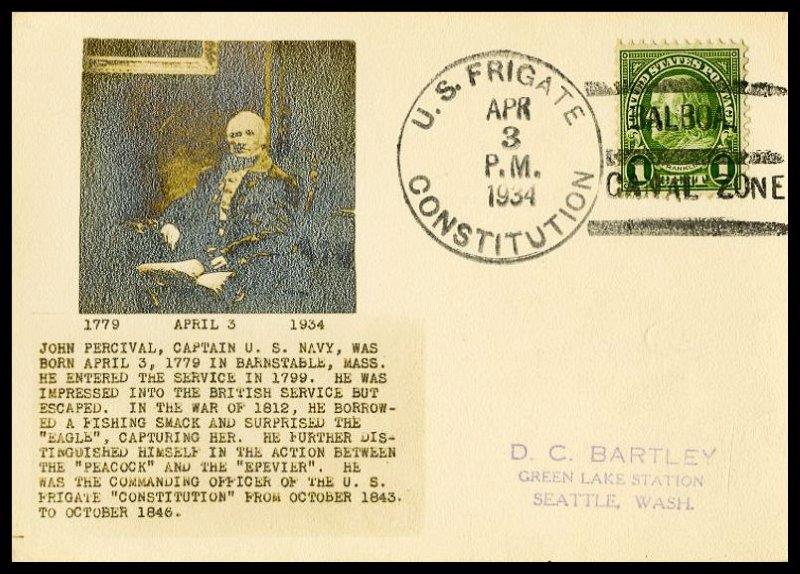 U.S. FRIGATE
APR
3
P.M.
1934
CONSTITUTION
UNITED STATES POSTAGE
BALBOA,
FRANKLIN
1 CENT 1
CANAL ZONE
1779 APRIL 3 1934
JOHN PERCIVAL, CAPTAIN U. S. NAVY, WAS
BORN APRIL 3, 1779 IN BARNSTABLE, MASS.
HE ENTERED THE SERVICE IN 1799. HE WAS
IMPRESSED INTO THE BRITISH SERVICE BUT
ESCAPED. IN THE WAR OF 1812, HE BORROW-
ED A FISHING SMACK AND SURPRISED THE
"EAGLE", CAPTURING HER. HE FURTHER DIS-
TINGUISHED HIMSELF IN THE ACTION BETWEEN
THE "PEACOCK" AND THE "EPEVIER". HE
WAS THE COMMANDING OFFICER OF THE U. S.
FRIGATE "CONSTITUTION" FROM OCTOBER 1843.
TO OCTOBER 1846.
D. C. BARTLEY
GREEN LAKE STATION
SEATTLE, WASH.